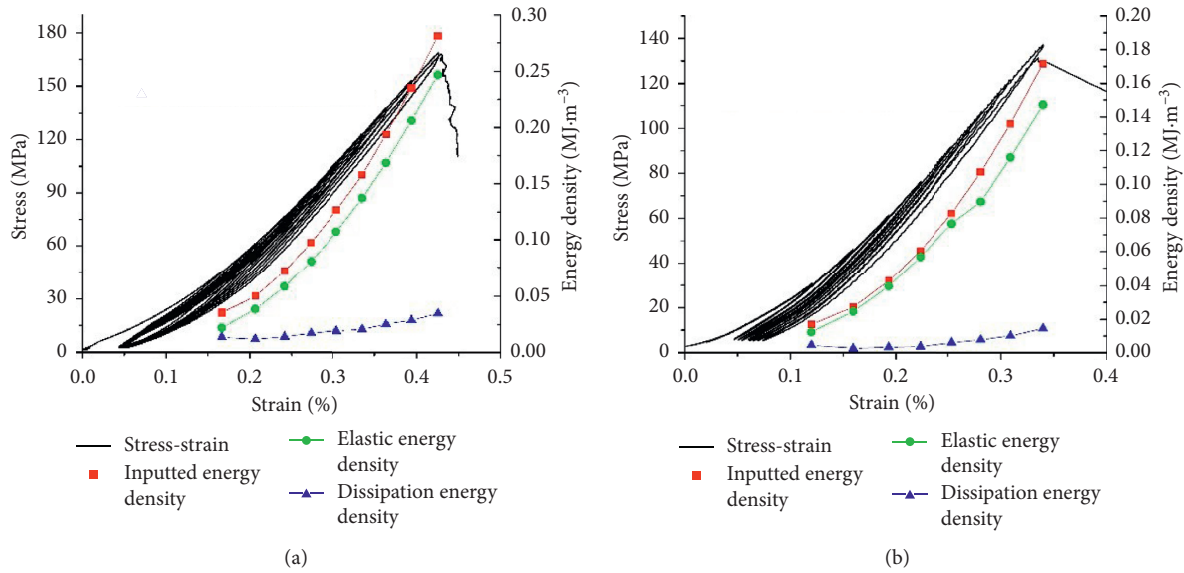 180
150
120
90
60
30
0
Stress (MPa)
0.30
0.25
0.20
0.15
0.10
0.05
0.00
Energy density (MJ·m−3)
0.0 0.1 0.2 0.3 0.4 0.5
Strain (%)
Stress-strain
Inputted energy
density
Elastic energy
density
Dissipation energy
density
(a)
140
120
100
80
60
40
20
0
Stress (MPa)
0.20
0.18
0.16
0.14
0.12
0.10
0.08
0.06
0.04
0.02
0.00
Energy density (MJ·m−3)
0.0 0.1 0.2 0.3 0.4
Strain (%)
Stress-strain
Inputted energy
density
Elastic energy
density
Dissipation energy
density
(b)